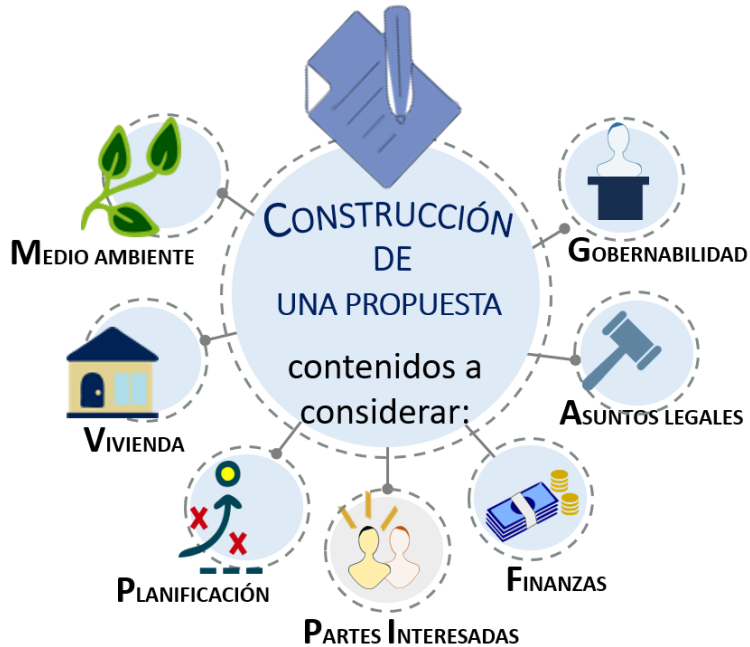 CONSTRUCCIÓN
DE
UNA PROPUESTA
contenidos a
considerar:
MEDIO AMBIENTE
VIVIENDA
PLANIFICACIÓN
PARTES INTERESADAS
FINANZAS
ASUNTOS LEGALES
GOBERNABILIDAD